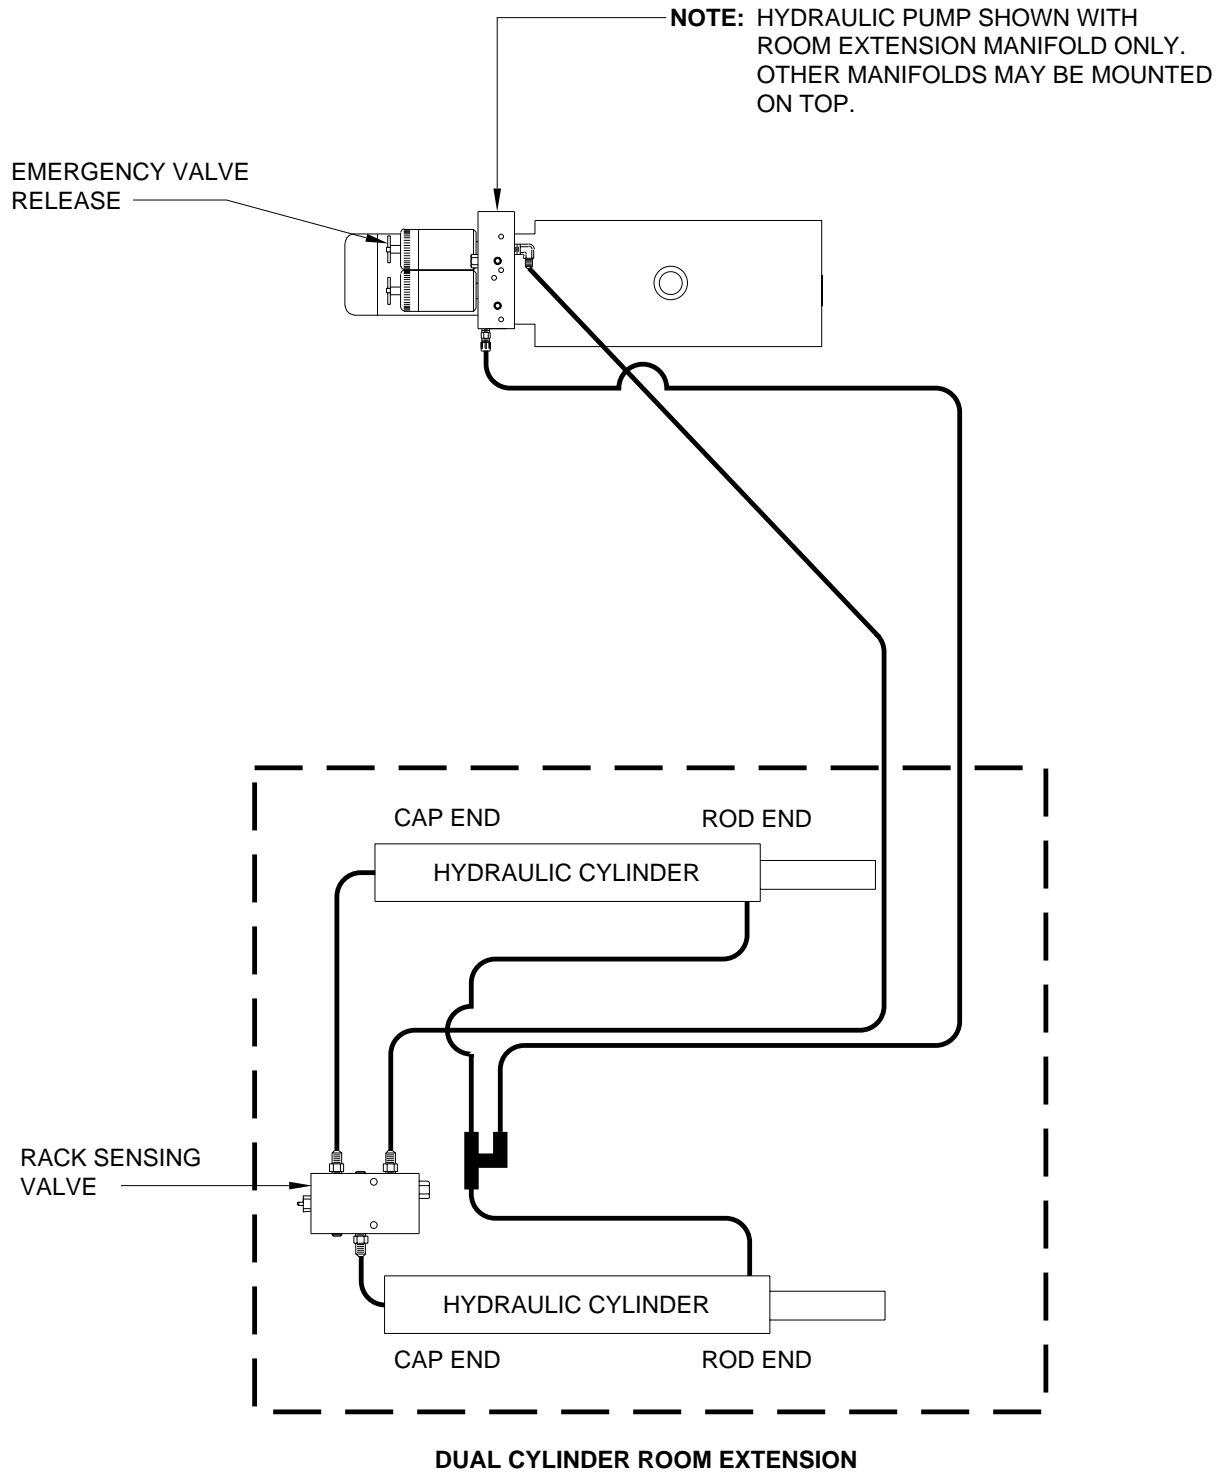 NOTE: HYDRAULIC PUMP SHOWN WITH
ROOM EXTENSION MANIFOLD ONLY.
OTHER MANIFOLDS MAY BE MOUNTED
ON TOP.
EMERGENCY VALVE
RELEASE
CAP END
ROD END
HYDRAULIC CYLINDER
RACK SENSING
VALVE
HYDRAULIC CYLINDER
CAP END
ROD END
DUAL CYLINDER ROOM EXTENSION